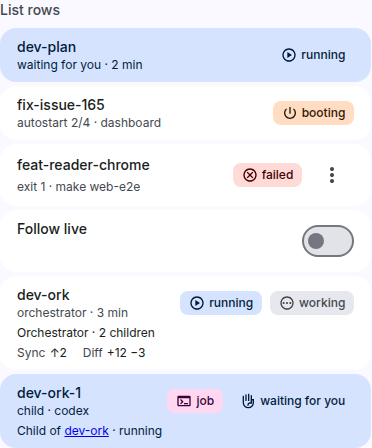 List rows
dev-plan
waiting for you · 2 min
running
fix-issue-165
autostart 2/4 · dashboard
booting
feat-reader-chrome
exit 1 · make web-e2e
failed
Follow live
dev-ork
orchestrator · 3 min
running
working
Orchestrator · 2 children
Sync ↑2 Diff +12 −3
dev-ork-1
child · codex
job
waiting for you
Child of dev-ork · running